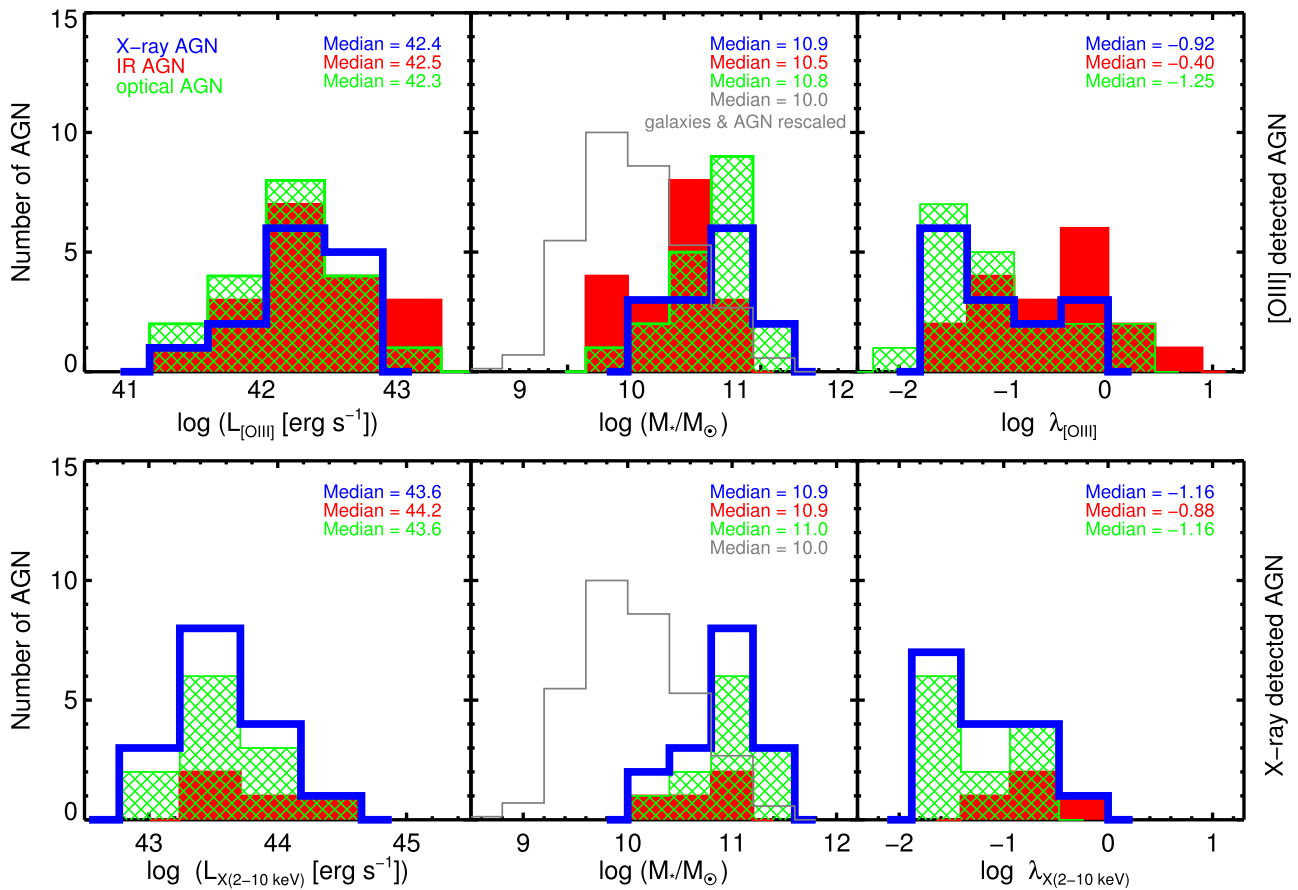 15
10
5
0
Number of AGN
X−ray AGN
IR AGN
optical AGN
Median = 42.4
Median = 42.5
Median = 42.3
41
42
43
log (L[OIII] [erg s−1])
Median = 10.9
Median = 10.5
Median = 10.8
Median = 10.0
galaxies & AGN rescaled
9
10
11
12
log (M*/M⊙)
Median = −0.92
Median = −0.40
Median = −1.25
−2
−1
0
1
log λ[OIII]
[OIII] detected AGN
15
10
5
0
Number of AGN
Median = 43.6
Median = 44.2
Median = 43.6
43
44
45
log (LX(2−10 keV) [erg s−1])
Median = 10.9
Median = 10.9
Median = 11.0
Median = 10.0
9
10
11
12
log (M*/M⊙)
Median = −1.16
Median = −0.88
Median = −1.16
−2
−1
0
1
log λX(2−10 keV)
X−ray detected AGN